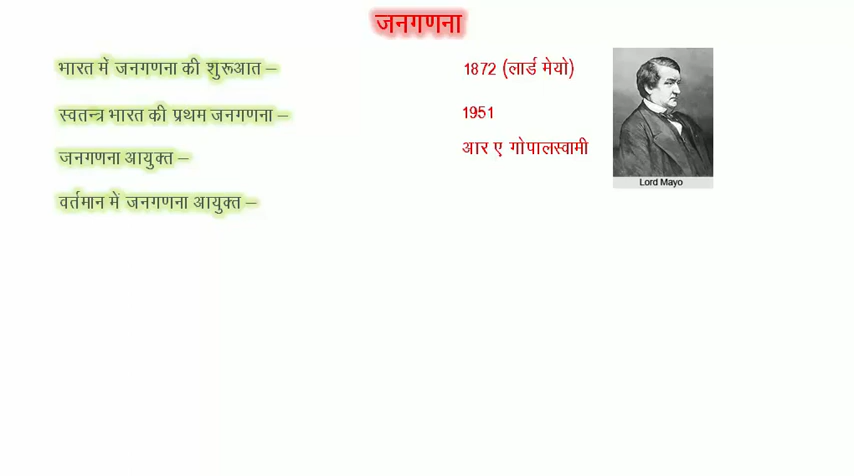 जनगणना
भारत में जनगणना की शुरूआत – 1872 (लार्ड मेयो)
स्वतन्त्र भारत की प्रथम जनगणना – 1951
जनगणना आयुक्त – आर ए गोपालस्वामी
Lord Mayo
वर्तमान में जनगणना आयुक्त –